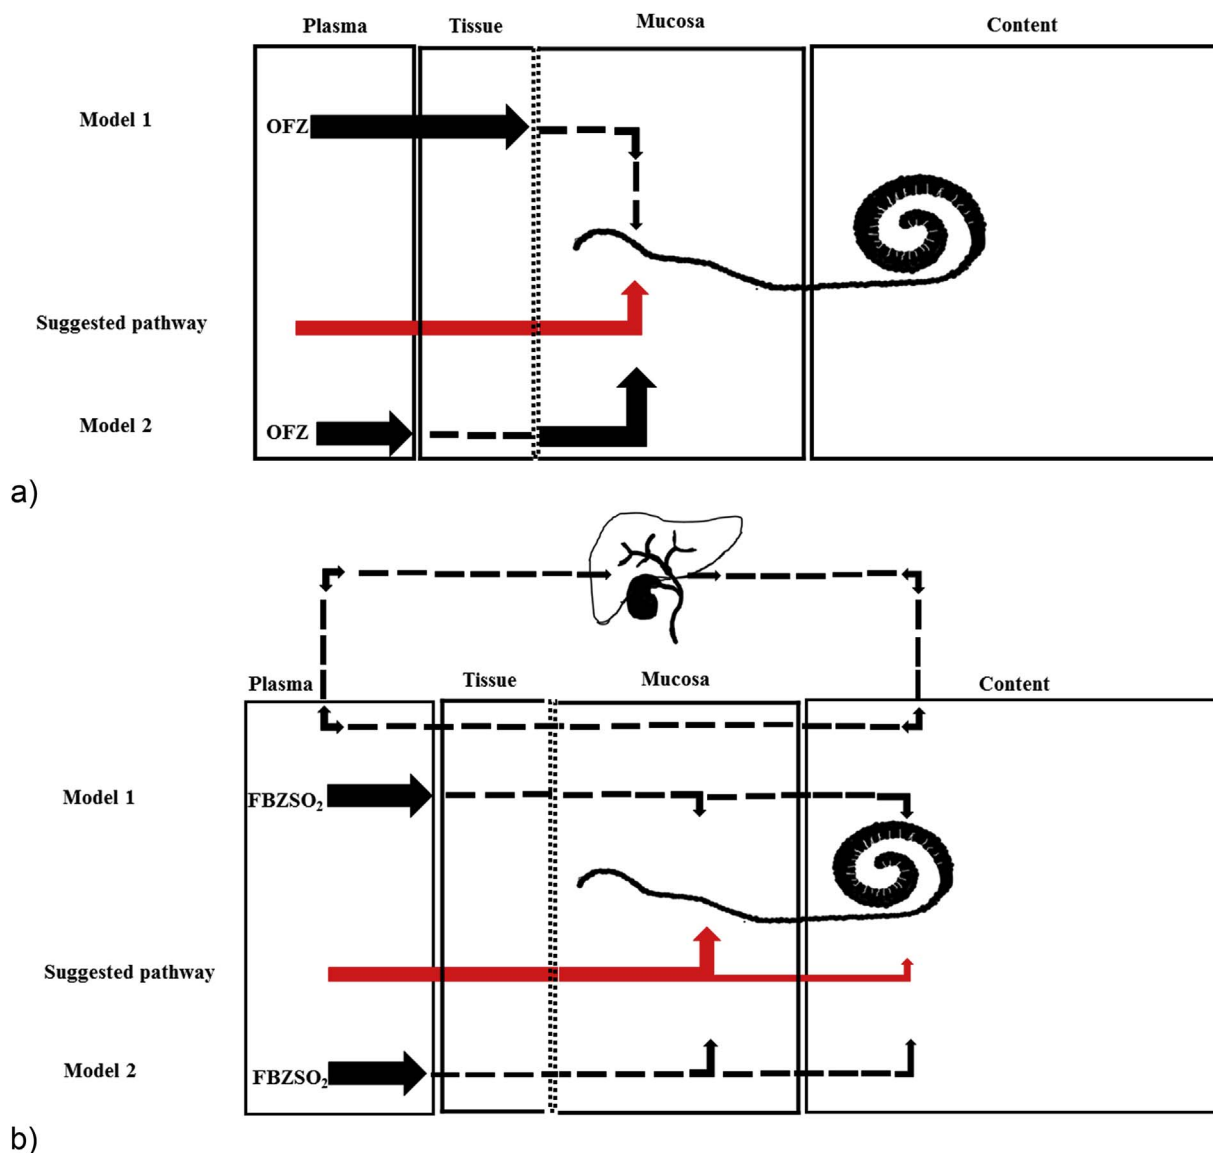 Plasma Tissue Mucosa Content
Model 1
OFZ
Suggested pathway
Model 2
OFZ
a)
Plasma Tissue Mucosa Content
Model 1
FBZSO₂
Suggested pathway
Model 2
FBZSO₂
b)